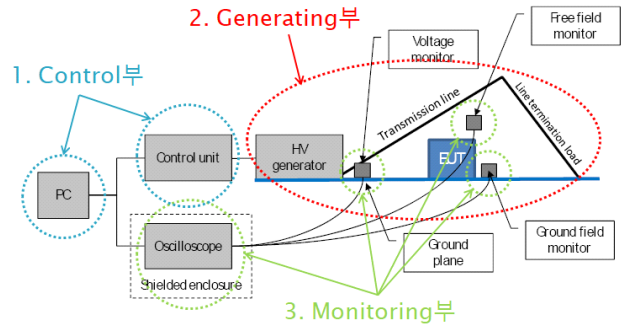 2. Generating부
Free field
monitor
Voltage
monitor
1. Control부
Transmission line
Line termination load
Control unit
HV
generator
EUT
PC
Oscilloscope
Shielded enclosure
Ground
plane
Ground field
monitor
3. Monitoring부